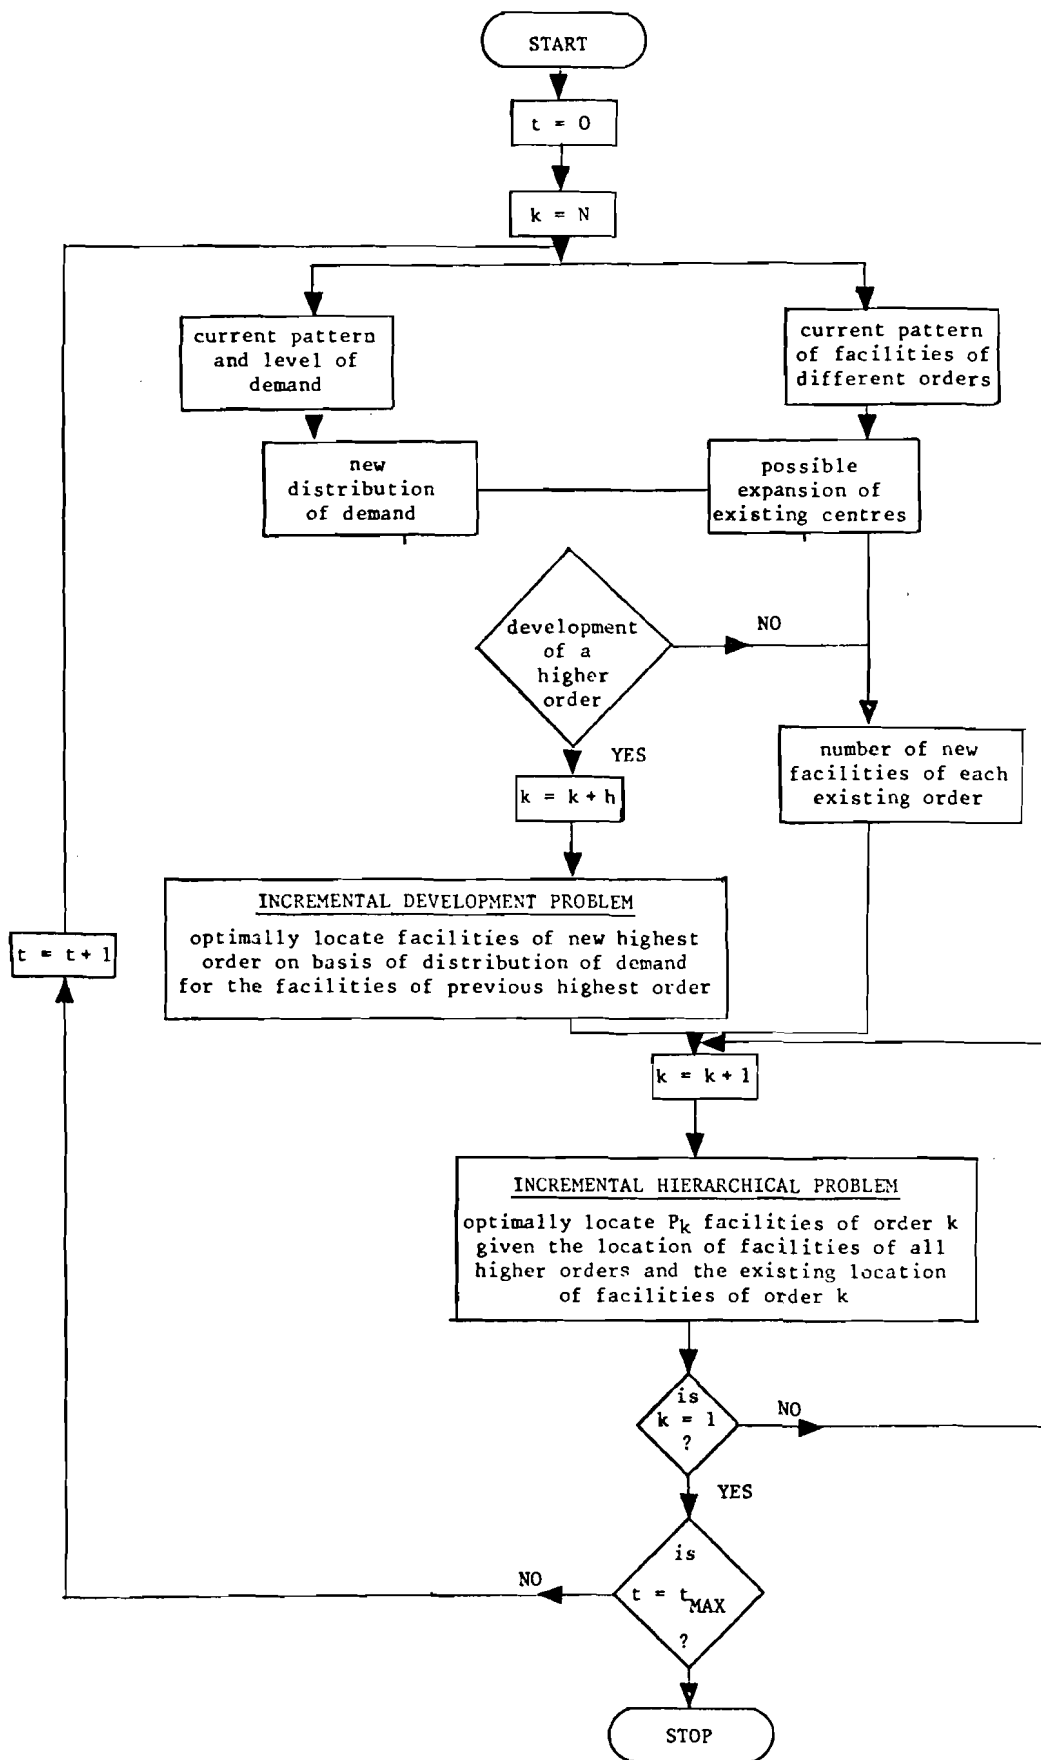 START
t = 0
k = N
current pattern
and level of
demand
current pattern
of facilities of
different orders
new
distribution
of demand
possible
expansion of
existing centres
development
of a
higher
order
NO
YES
number of new
facilities of each
existing order
k = k + h
INCREMENTAL DEVELOPMENT PROBLEM
optimally locate facilities of new highest
order on basis of distribution of demand
for the facilities of previous highest order
t = t + 1
k = k + 1
INCREMENTAL HIERARCHICAL PROBLEM
optimally locate Pk facilities of order k
given the location of facilities of all
higher orders and the existing location
of facilities of order k
is
k = 1
?
NO
YES
is
t = tMAX
?
NO
STOP